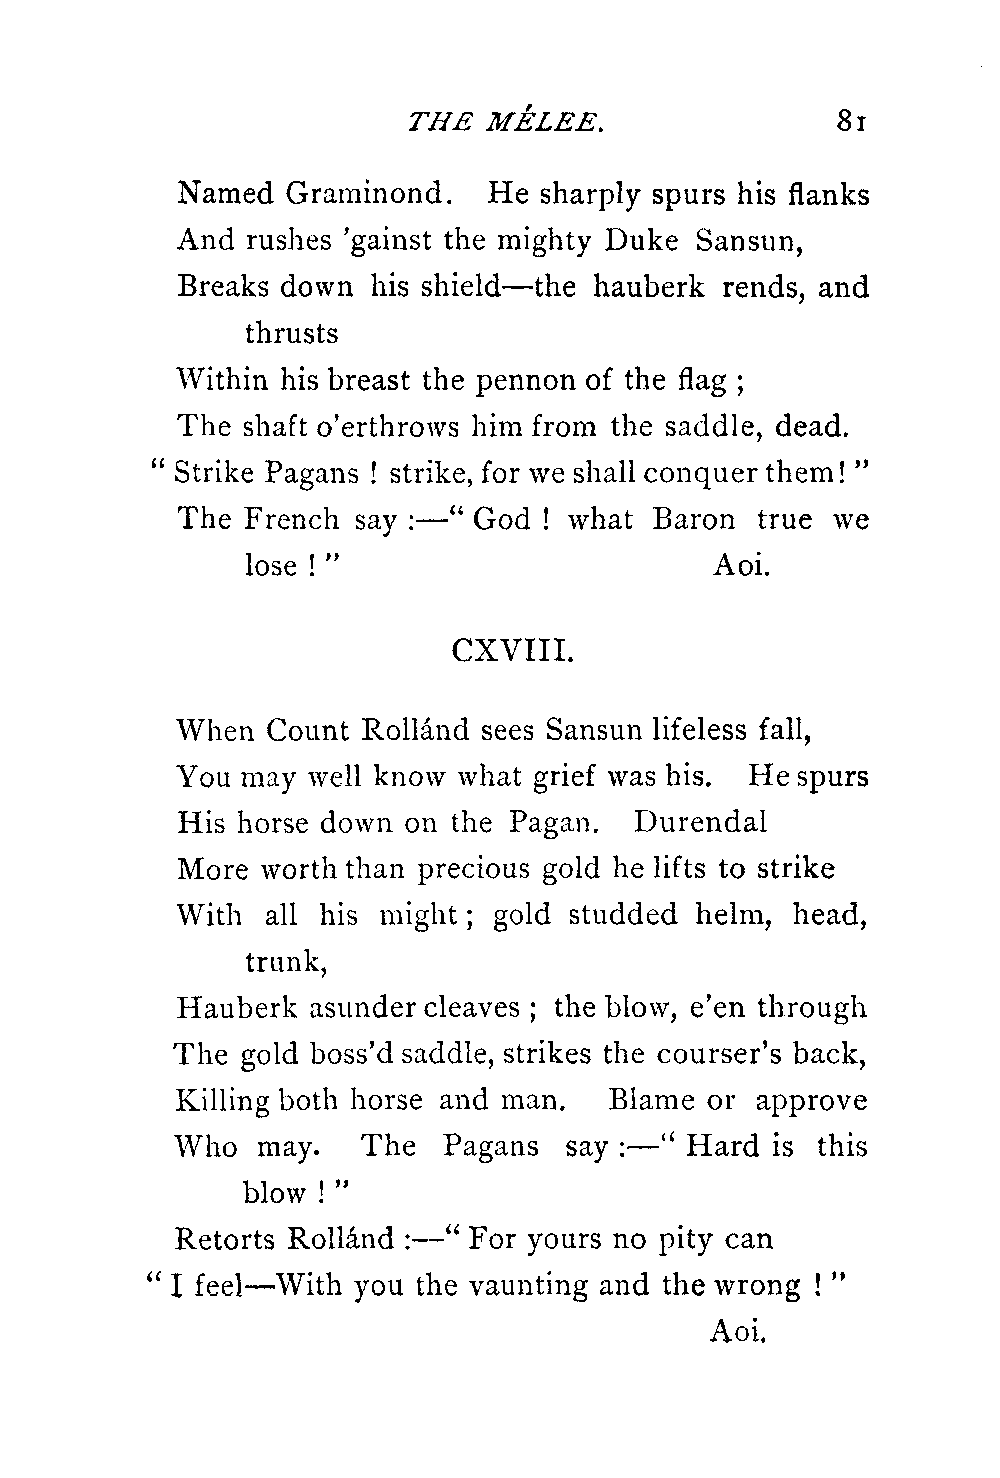 THE MÊLEE. 81
Named Graminond. He sharply spurs his flanks
And rushes 'gainst the mighty Duke Sansun,
Breaks down his shield—the hauberk rends, and
thrusts
Within his breast the pennon of the flag ;
The shaft o'erthrows him from the saddle, dead.
“ Strike Pagans ! strike, for we shall conquer them! ”
The French say :—“ God ! what Baron true we
lose ! ” Aoi.
CXVIII.
When Count Rollánd sees Sansun lifeless fall,
You may well know what grief was his. He spurs
His horse down on the Pagan. Durendal
More worth than precious gold he lifts to strike
With all his might ; gold studded helm, head,
trunk,
Hauberk asunder cleaves ; the blow, e'en through
The gold boss'd saddle, strikes the courser's back,
Killing both horse and man. Blame or approve
Who may. The Pagans say :—“ Hard is this
blow ! ”
Retorts Rollánd :—“ For yours no pity can
“ I feel—With you the vaunting and the wrong ! ”
Aoi.